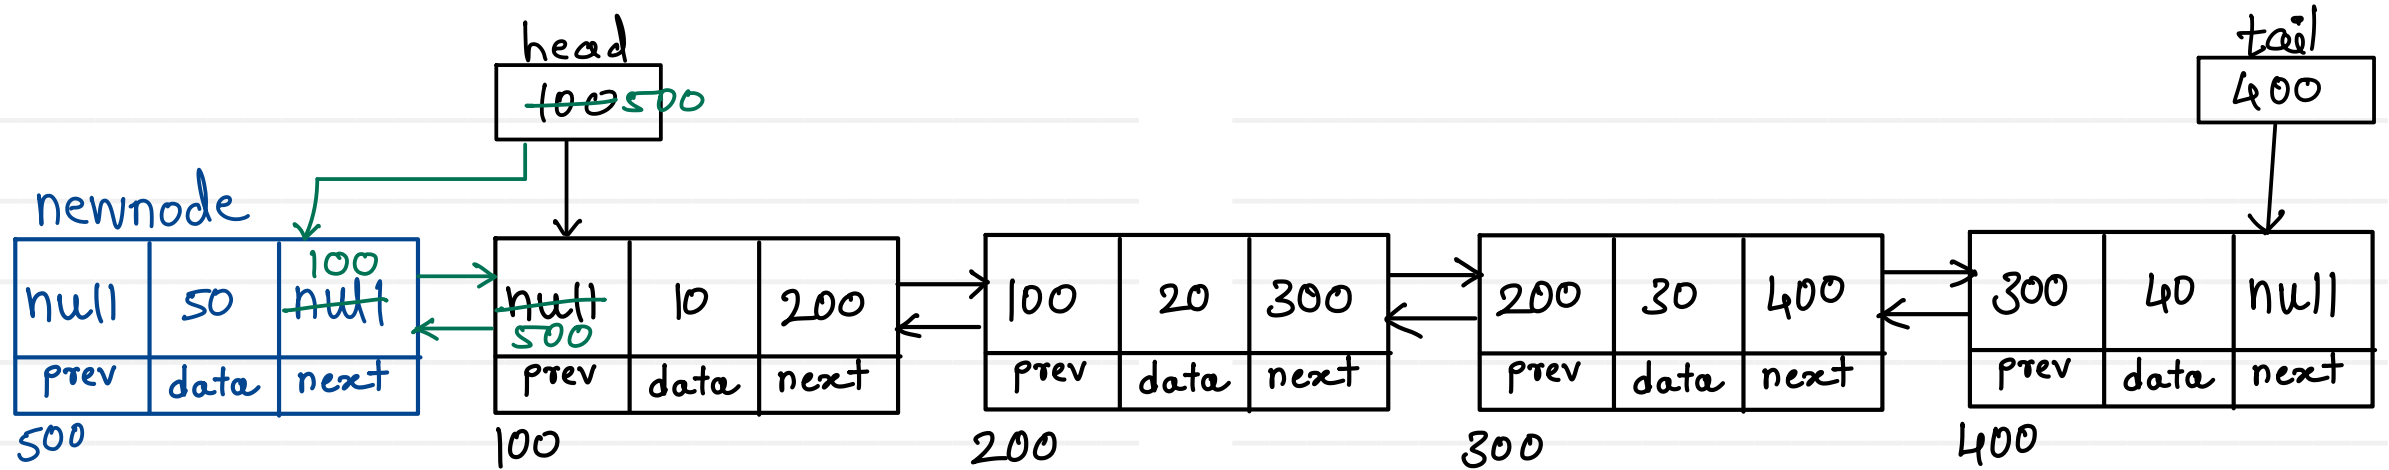 head
tail
100 500
400
newnode
100
null 50 null
null 10 200
500
100 20 300
200 30 400
300 40 null
prev data next
prev data next
prev data next
prev data next
prev data next
500
100
200
300
400